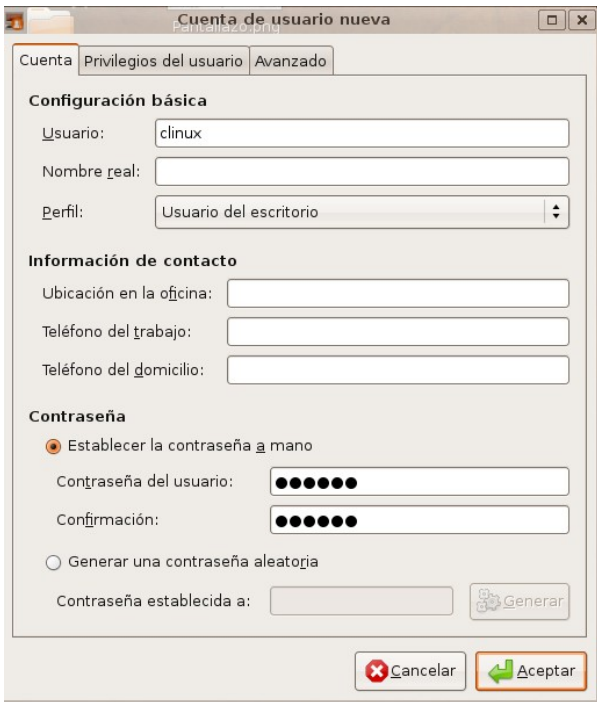 Cuenta de usuario nueva
Pantallazo.png
Cuenta Privilegios del usuario Avanzado
Configuración básica
Usuario: clinux
Nombre real:
Perfil: Usuario del escritorio
Información de contacto
Ubicación en la oficina:
Teléfono del trabajo:
Teléfono del domicilio:
Contraseña
Establecer la contraseña a mano
Contraseña del usuario: ●●●●●●
Confirmación: ●●●●●●
Generar una contraseña aleatoria
Contraseña establecida a: Generar
Cancelar Aceptar